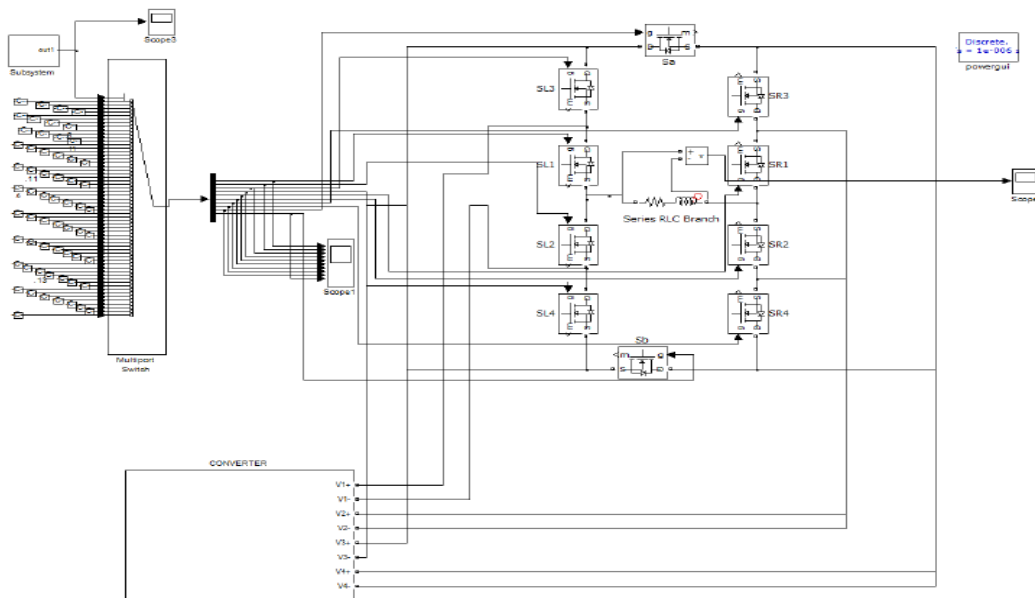 out1
Scope3
Subsystem
Sa
Discrete,
s = 1e-006 s
powergui
SL3
SR3
SL1
SR1
Scope
Series RLC Branch
SL2
SR2
Scope1
SL4
SR4
Sb
Multiport
Switch
CONVERTER
V1+
V1-
V2+
V2-
V3+
V3-
V4+
V4-